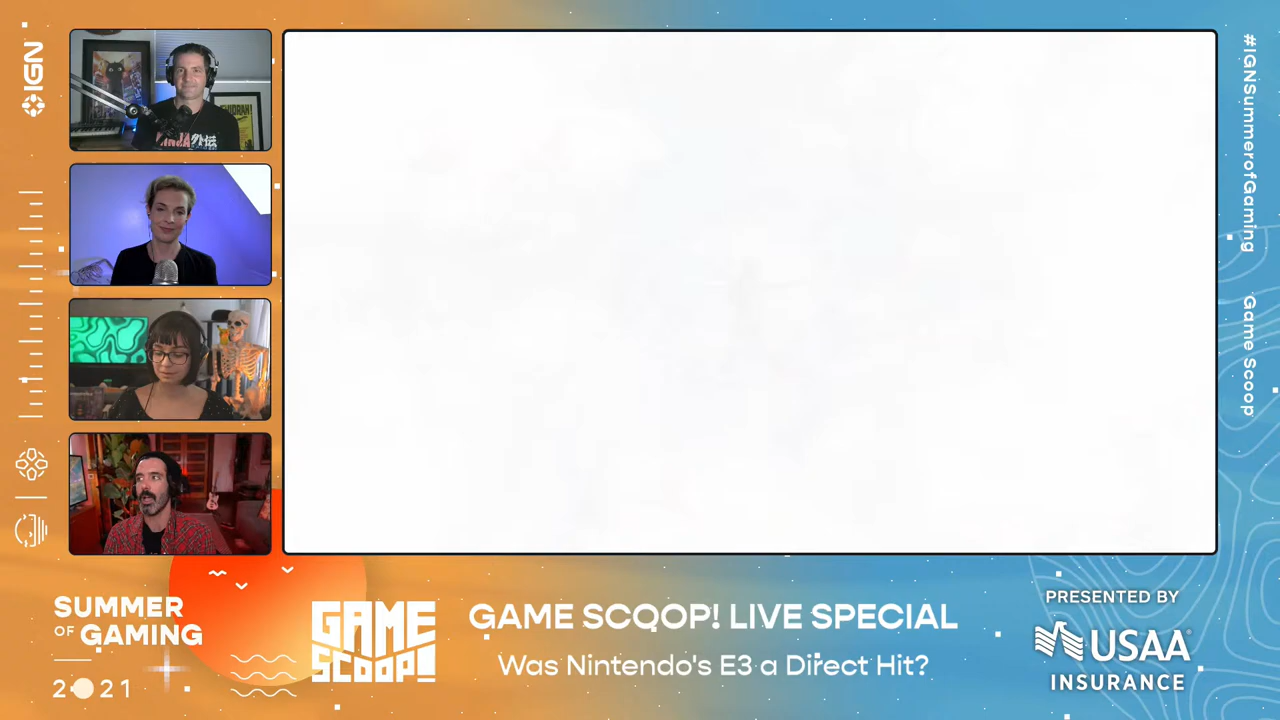 IGN
#IGNSummerofGaming
Game Scoop
SUMMER
OF GAMING
2021
GAME
SCOOP!
GAME SCOOP! LIVE SPECIAL
Was Nintendo's E3 a Direct Hit?
PRESENTED BY
USAA®
INSURANCE